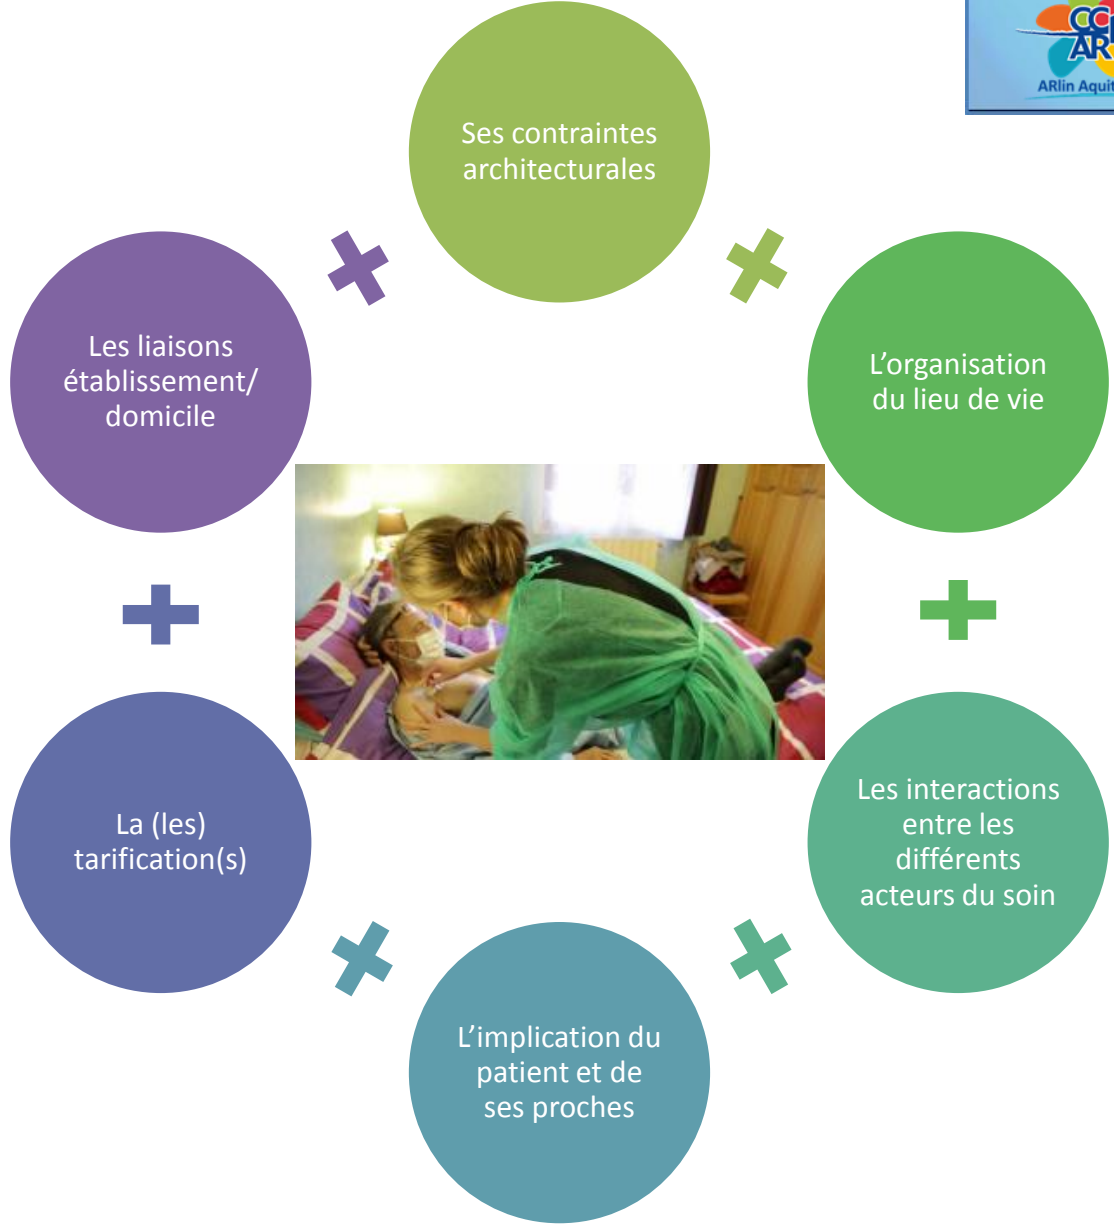 Ses contraintes
architecturales
L'organisation
du lieu de vie
Les interactions
entre les
différents
acteurs du soin
L'implication du
patient et de
ses proches
La (les)
tarification(s)
Les liaisons
établissement/
domicile
ARlin